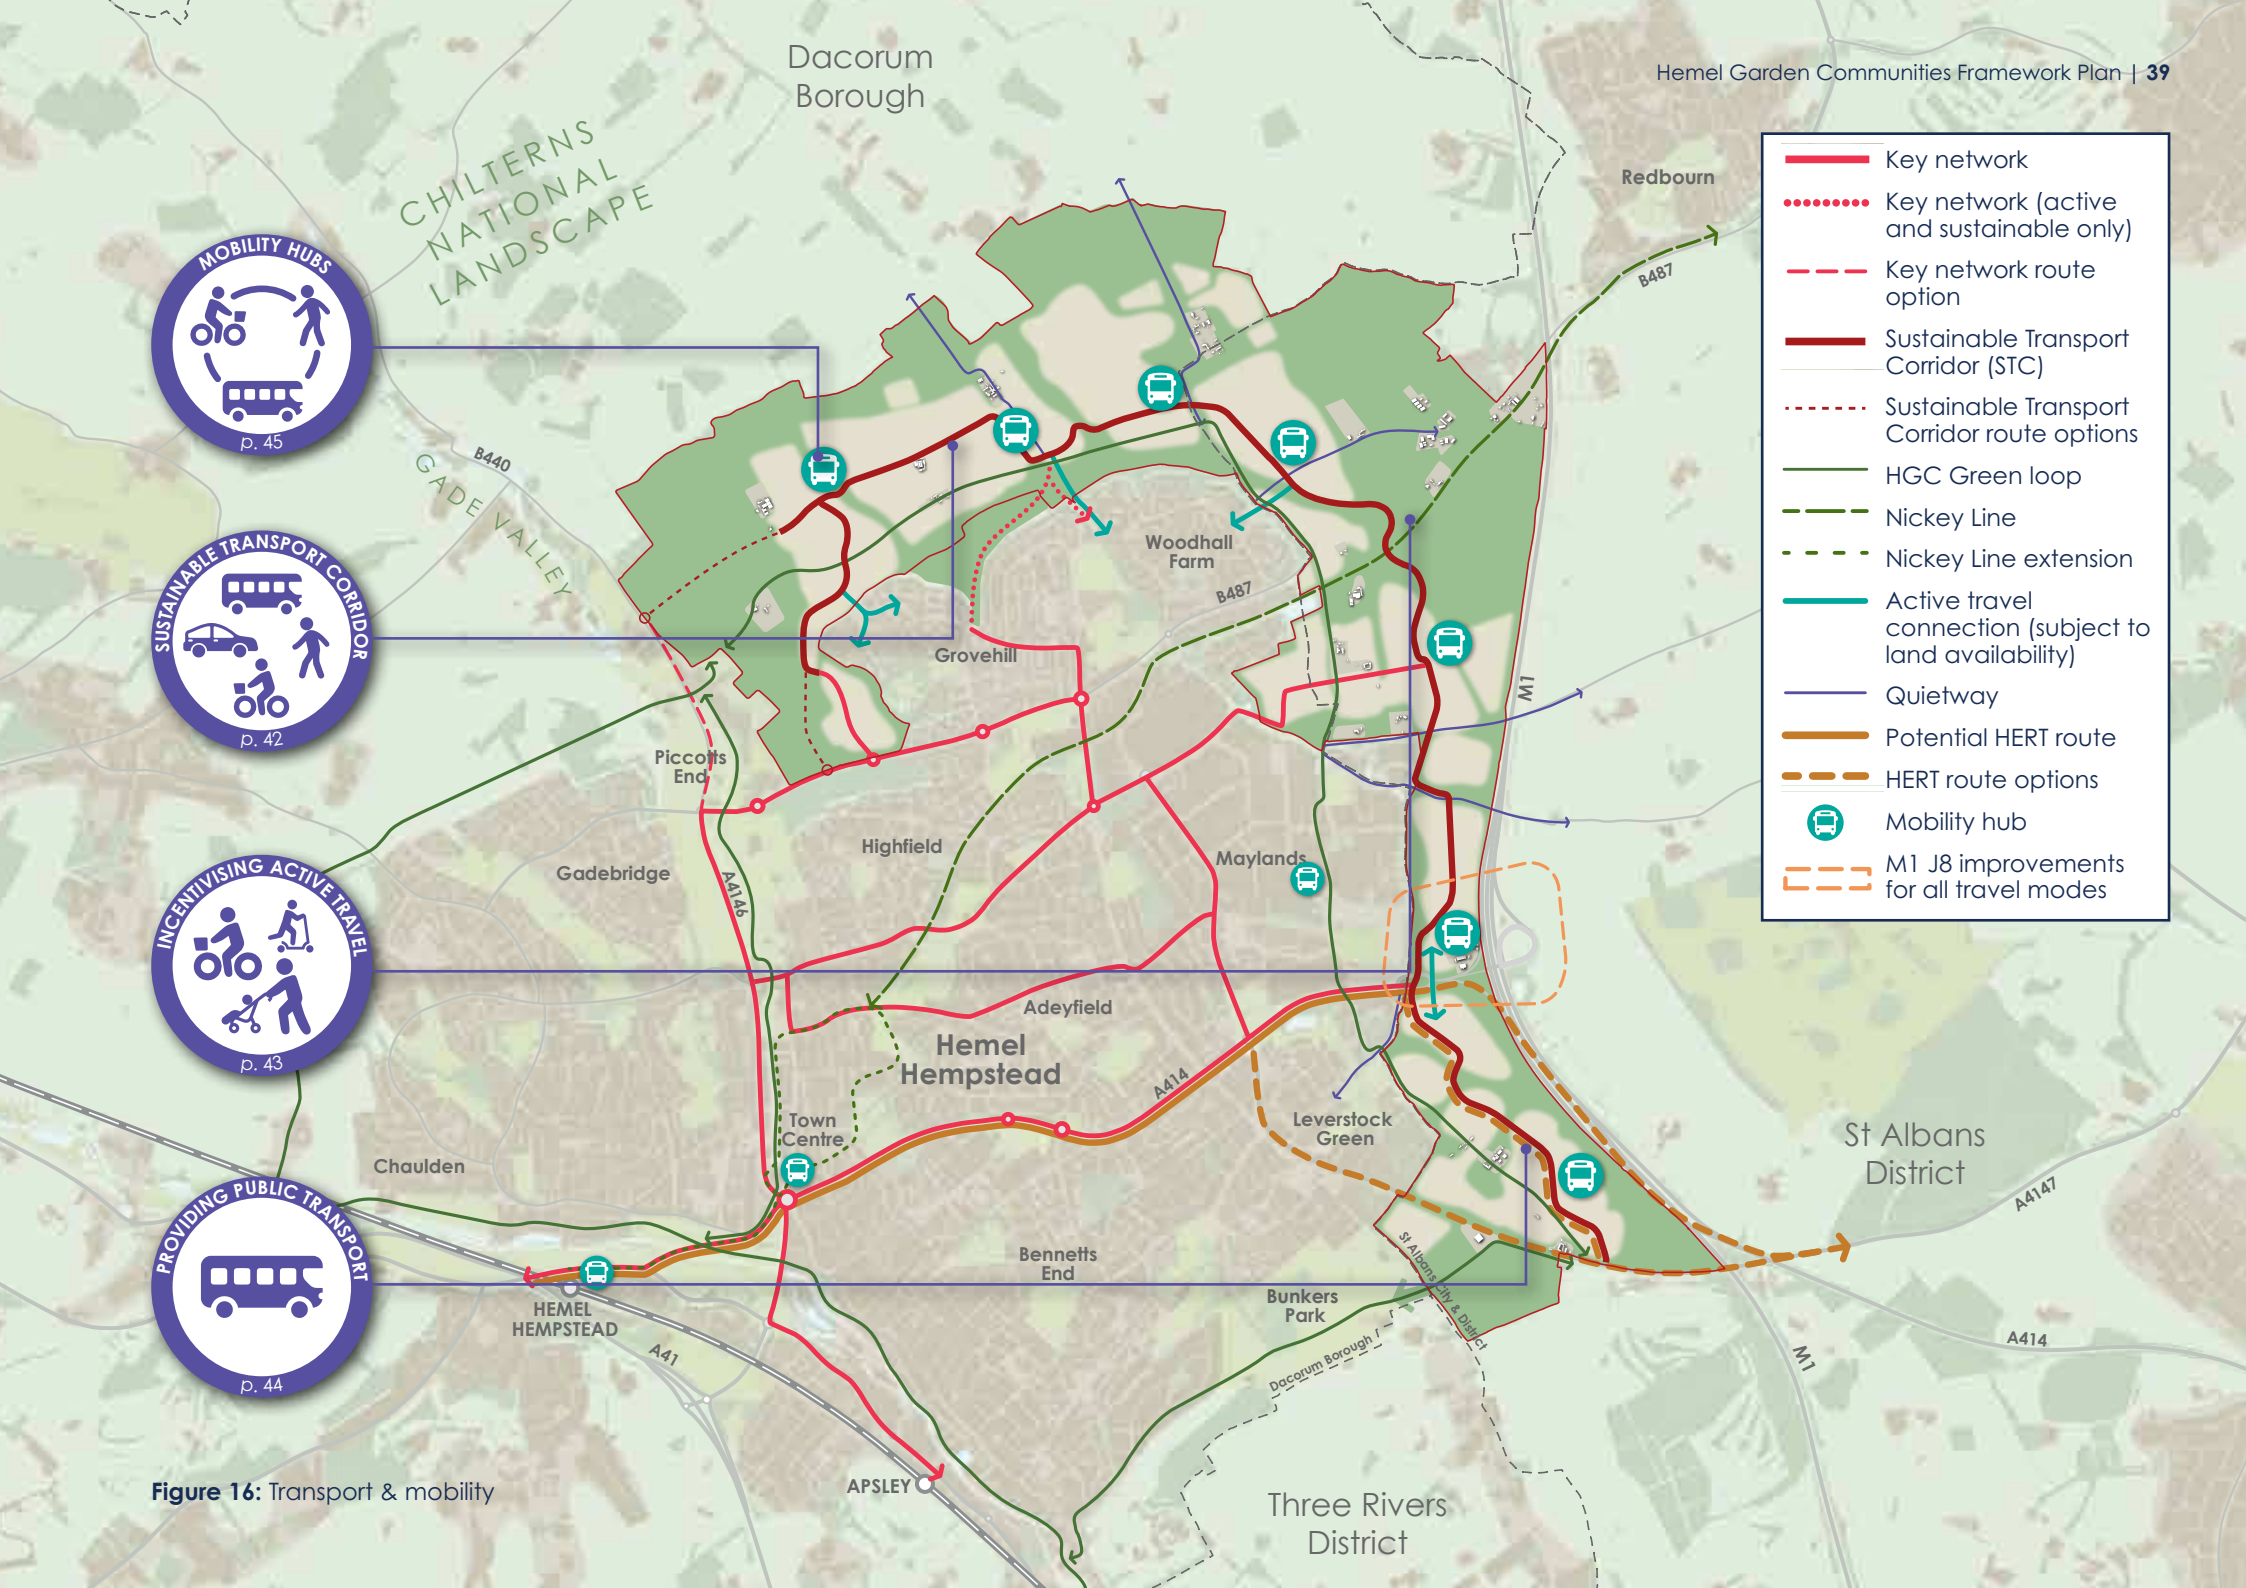 Hemel Garden Communities Framework Plan | 39
Dacorum
Borough
CHILTERNS
NATIONAL
LANDSCAPE
Redbourn
B487
Key network
Key network (active
and sustainable only)
Key network route
option
Sustainable Transport
Corridor (STC)
Sustainable Transport
Corridor route options
HGC Green loop
Nickey Line
Nickey Line extension
Active travel
connection (subject to
land availability)
Quietway
Potential HERT route
HERT route options
Mobility hub
M1 J8 improvements
for all travel modes
MOBILITY HUBS
p. 45
B440
GADE VALLEY
SUSTAINABLE TRANSPORT CORRIDOR
p. 42
Woodhall
Farm
B487
Grovehill
M1
Piccotts
End
Highfield
Gadebridge
A4146
Maylands
INCENTIVISING ACTIVE TRAVEL
p. 43
Adeyfield
Hemel
Hempstead
A414
Town
Centre
Leverstock
Green
St Albans
District
A4147
Chaulden
PROVIDING PUBLIC TRANSPORT
p. 44
Bennetts
End
St Albans City & District
Bunkers
Park
Dacorum Borough
HEMEL
HEMPSTEAD
A41
A414
M1
APSLEY
Three Rivers
District
Figure 16: Transport & mobility